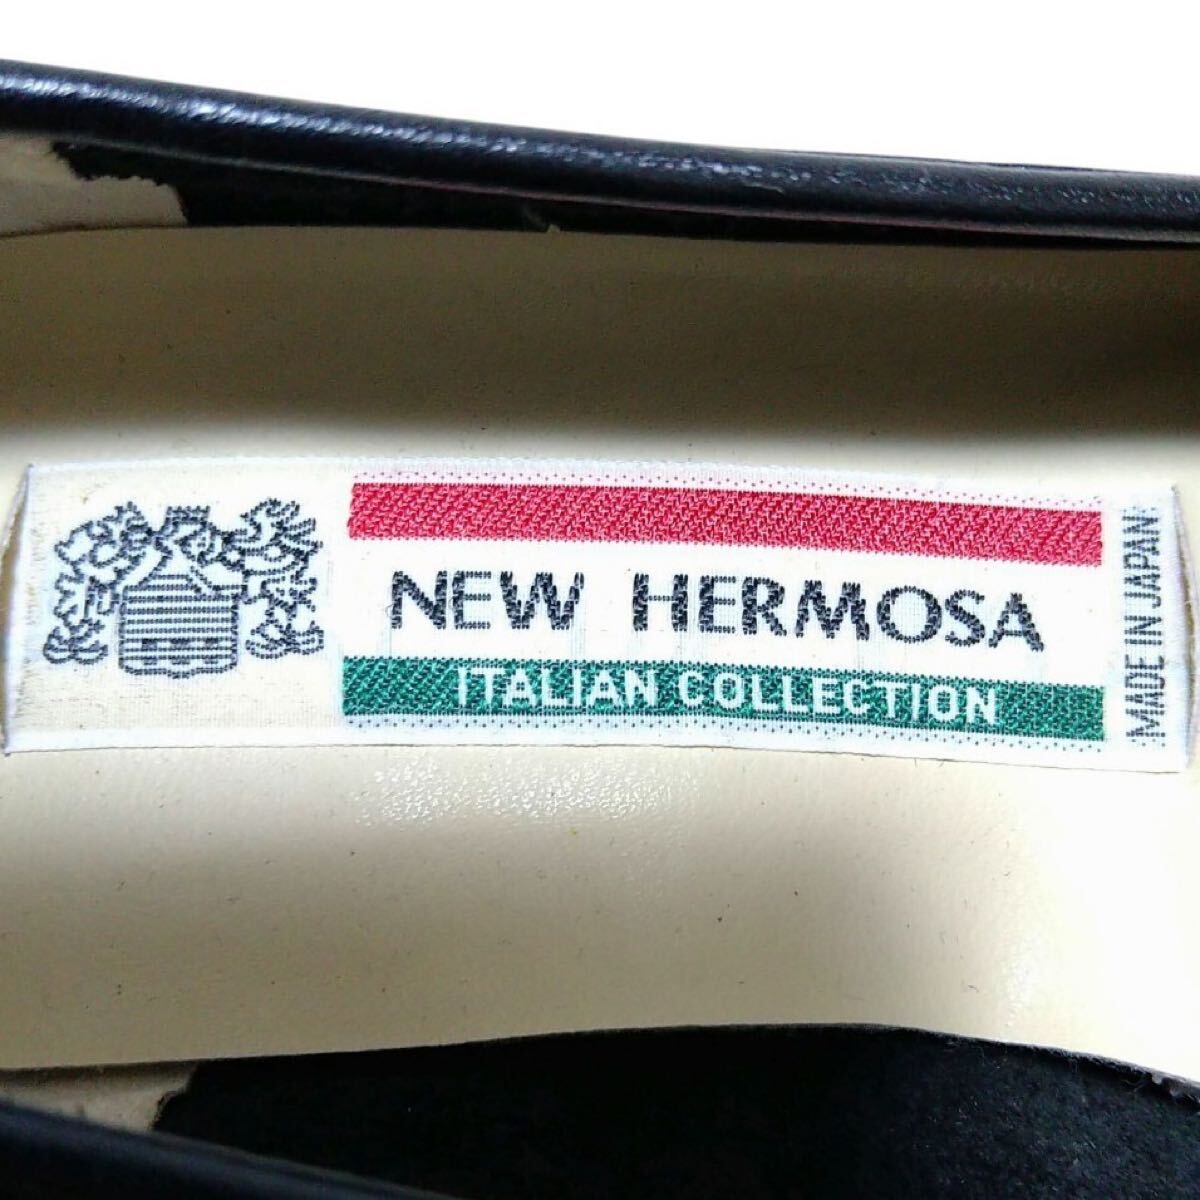 NEW HERMOSA
ITALIAN COLLECTION
MADE IN JAPAN